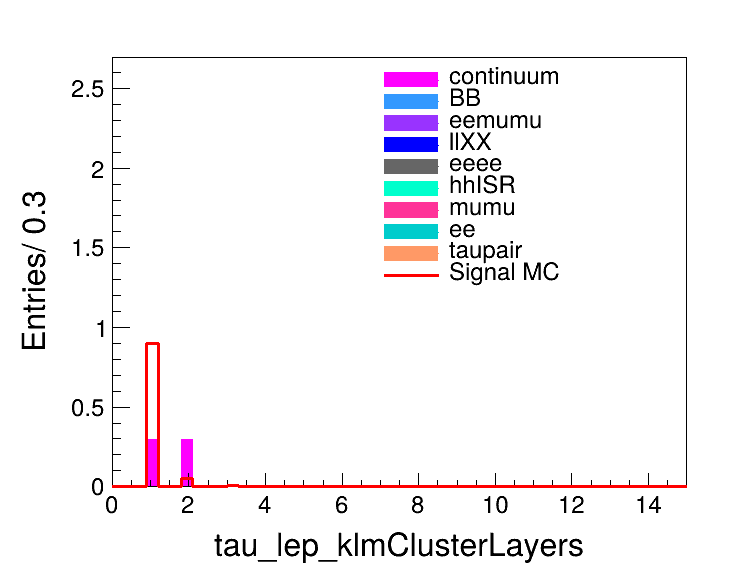 continuum
BB
eemumu
llXX
eeee
hhISR
mumu
ee
taupair
Signal MC
Entries/ 0.3
2.5
2
1.5
1
0.5
0
0 2 4 6 8 10 12 14
tau_lep_klmClusterLayers